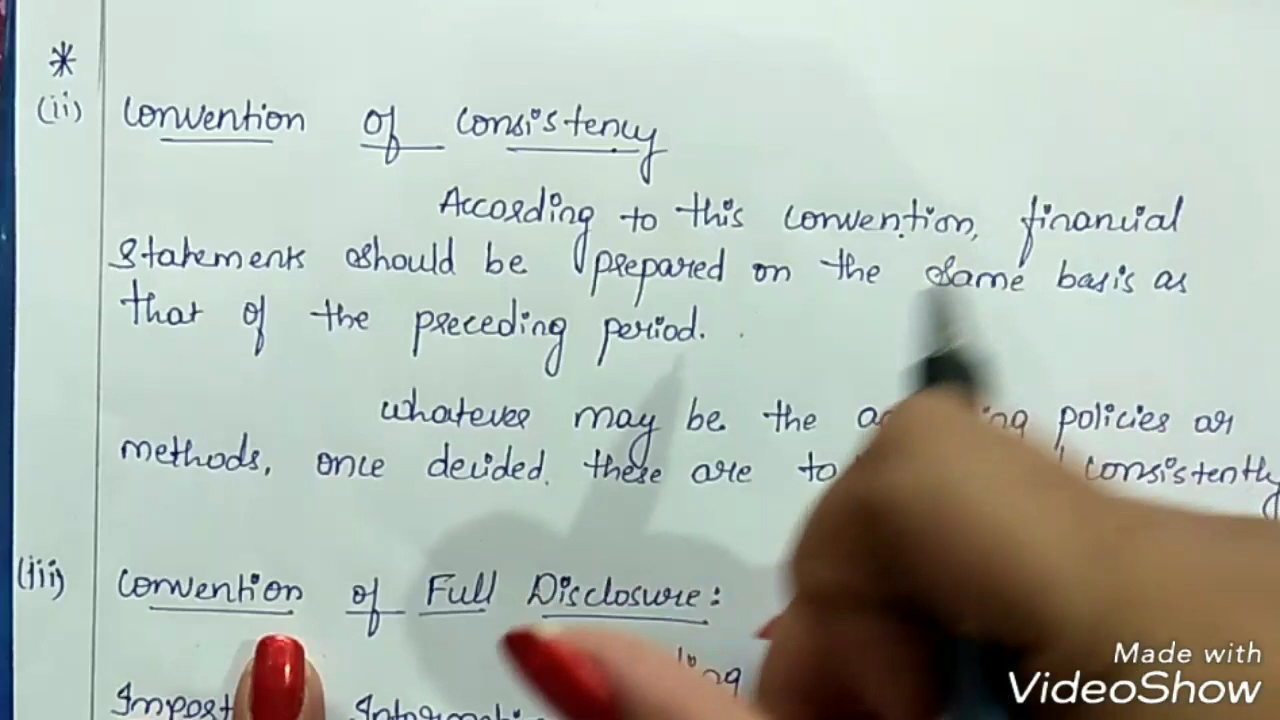 *
(ii) Convention of Consistency
According to this convention, financial
statements should be prepared on the same basis as
that of the preceding period.
whatever may be the policies or
methods, once decided. these are to consistently
(iii) Convention of Full Disclosure:
Made with
VideoShow